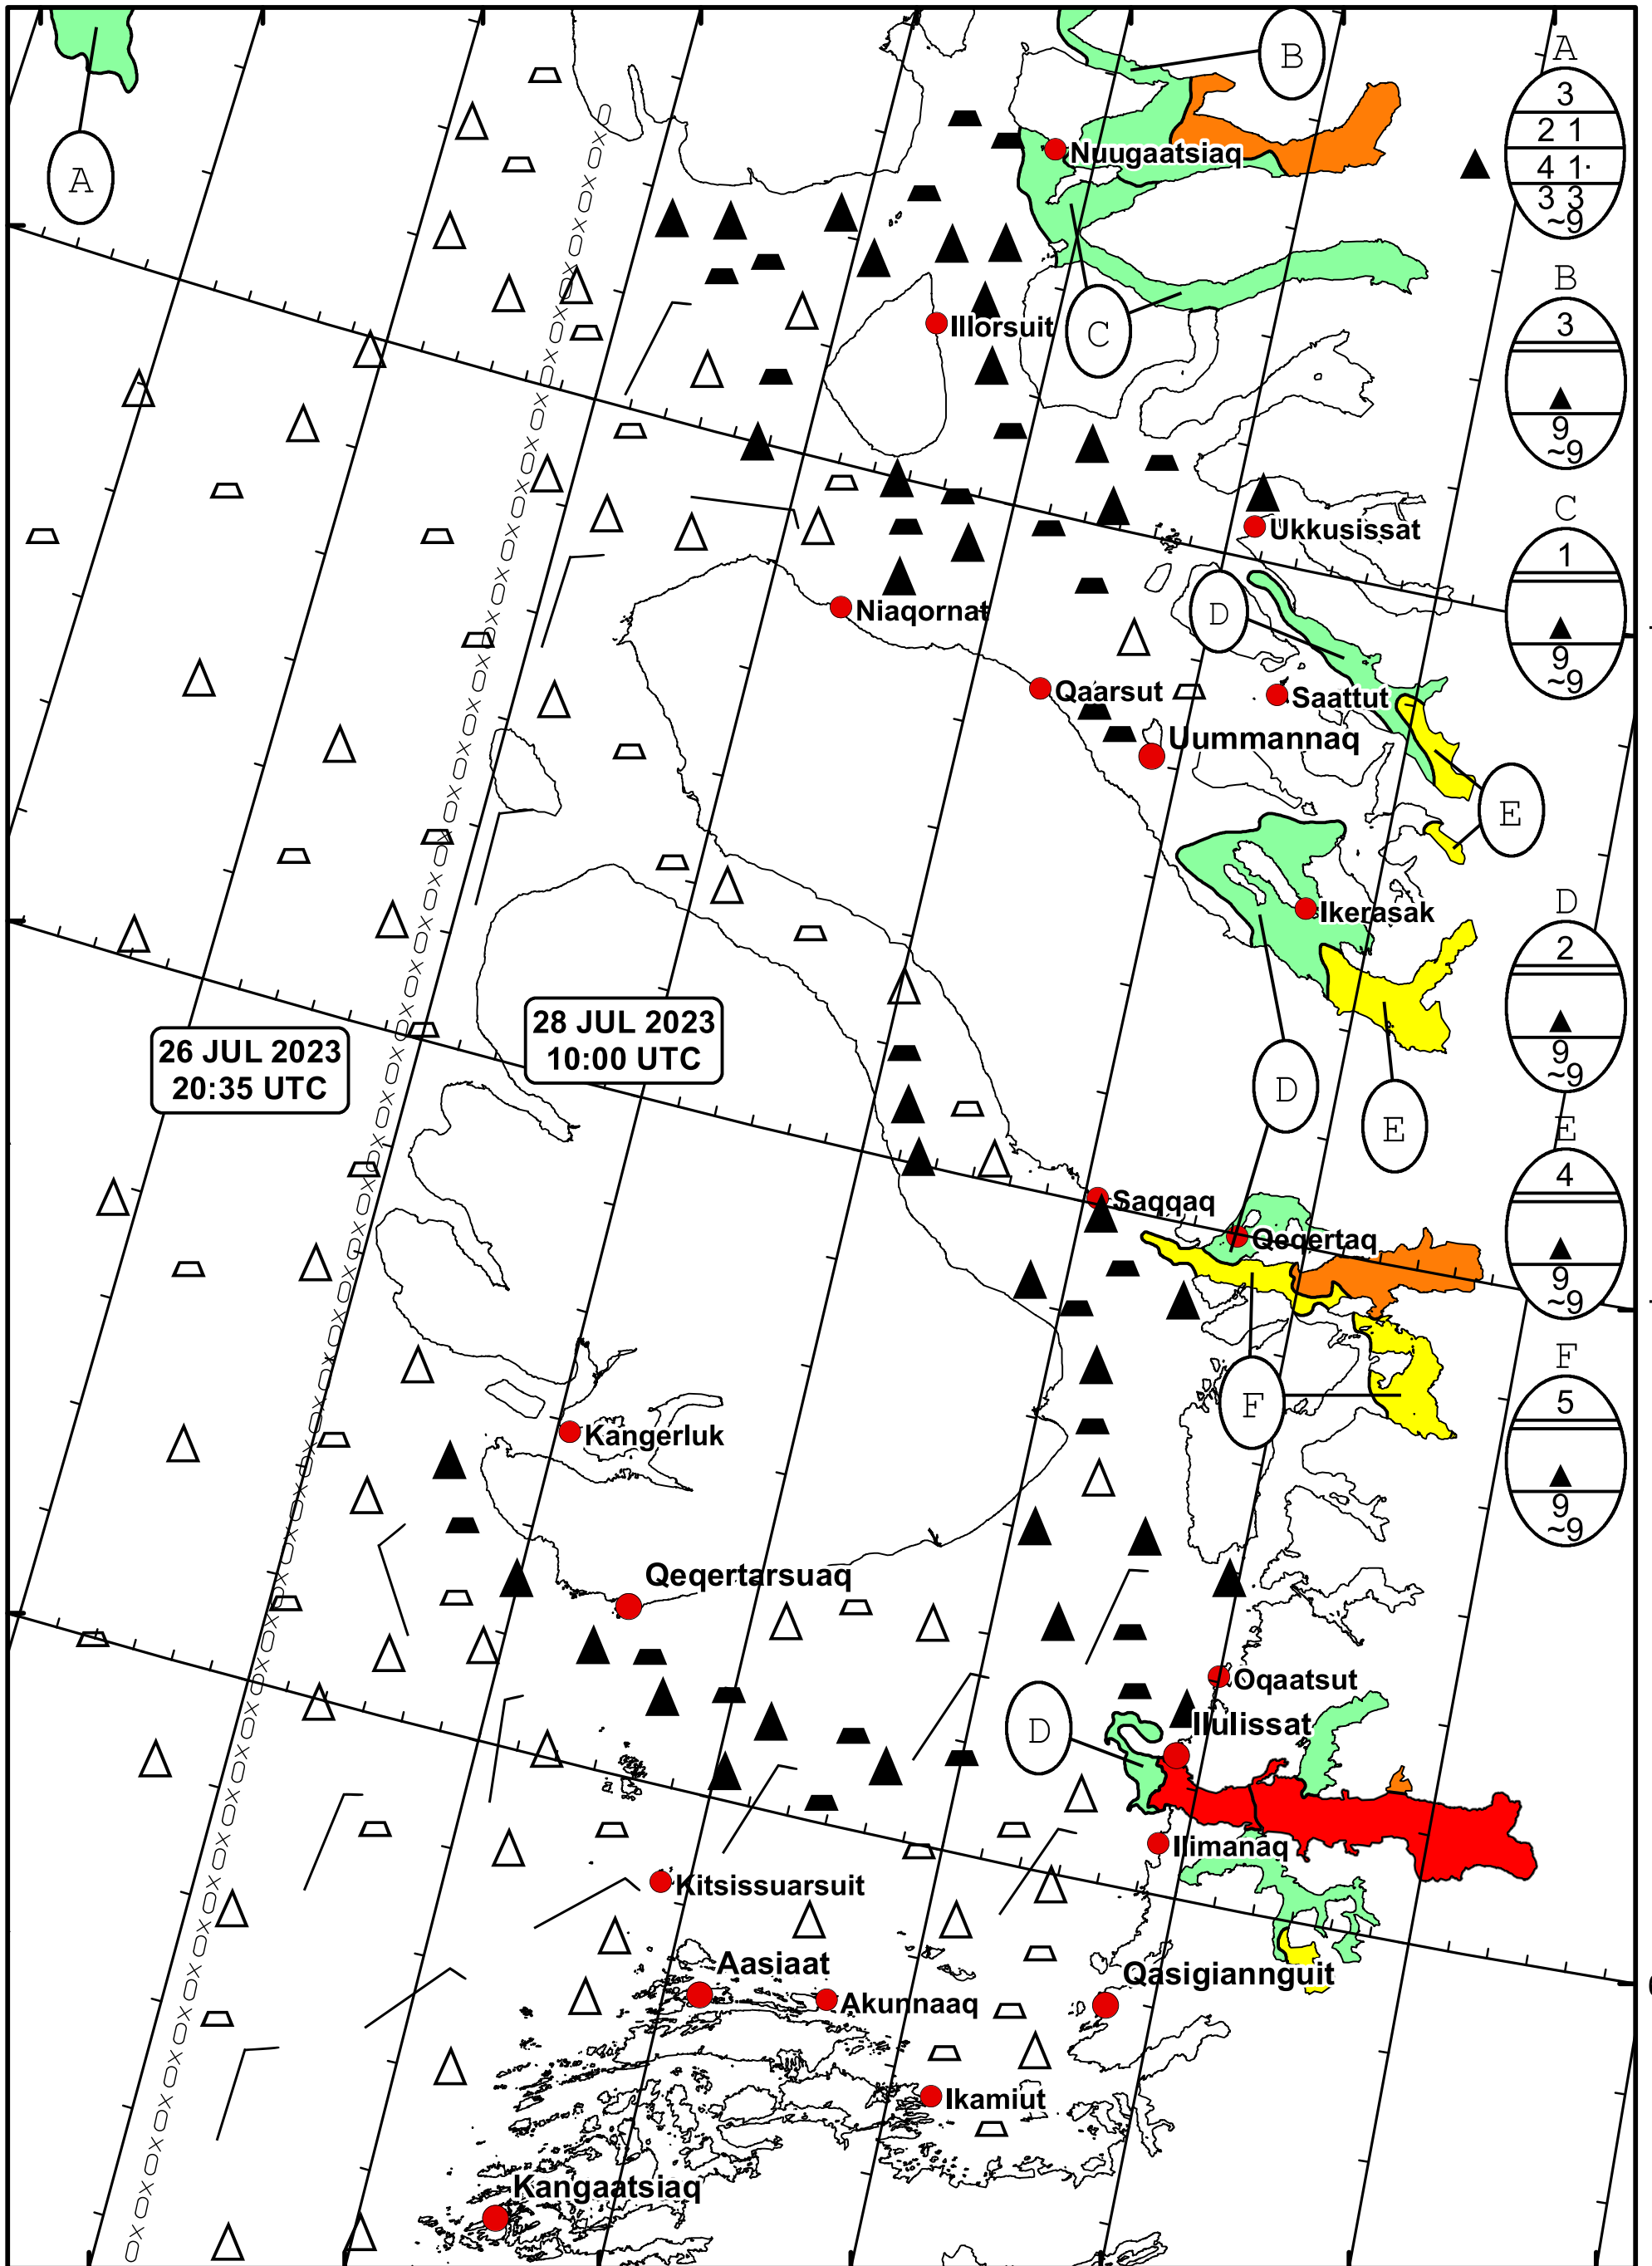 A
B
A
3
2 1
4 1·
3 3
~9
Nuugaatsiaq
B
3
9
~9
Illorsuit
C
C
1
9
~9
Ukkusissat
Niaqornat
D
Qaarsut
Saattut
Uummannaq
E
Ikerasak
D
2
9
~9
28 JUL 2023
10:00 UTC
26 JUL 2023
20:35 UTC
D
E
E
4
9
~9
Saqqaq
Qeqertaq
F
5
9
~9
F
Kangerluk
Qeqertarsuaq
Oqaatsut
D
Ilulissat
Ilimanaq
Kitsissuarsuit
Aasiaat
Qasigiannguit
Akunnaaq
Ikamiut
Kangaatsiaq